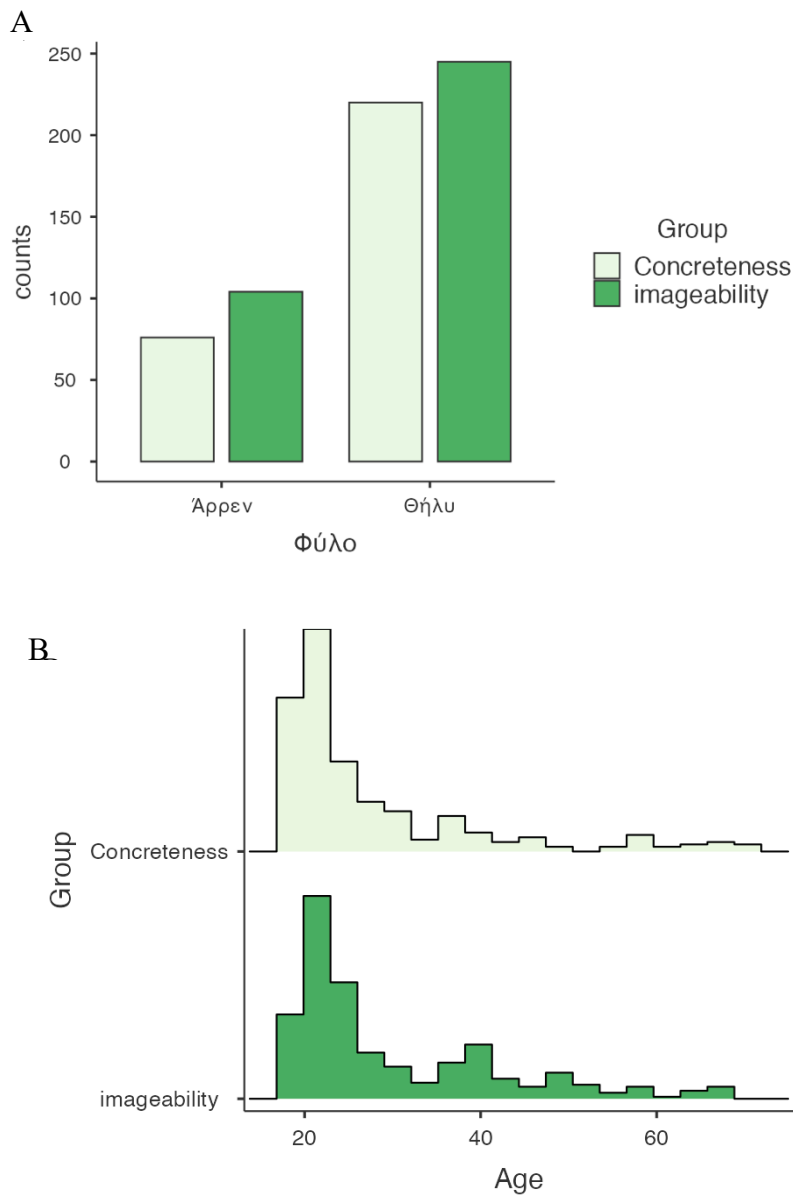 A
250
200
150
100
50
0
counts
Άρρεν Θήλυ
Φύλο
Group
Concreteness
imageability
B
Group
Concreteness
imageability
20 40 60
Age